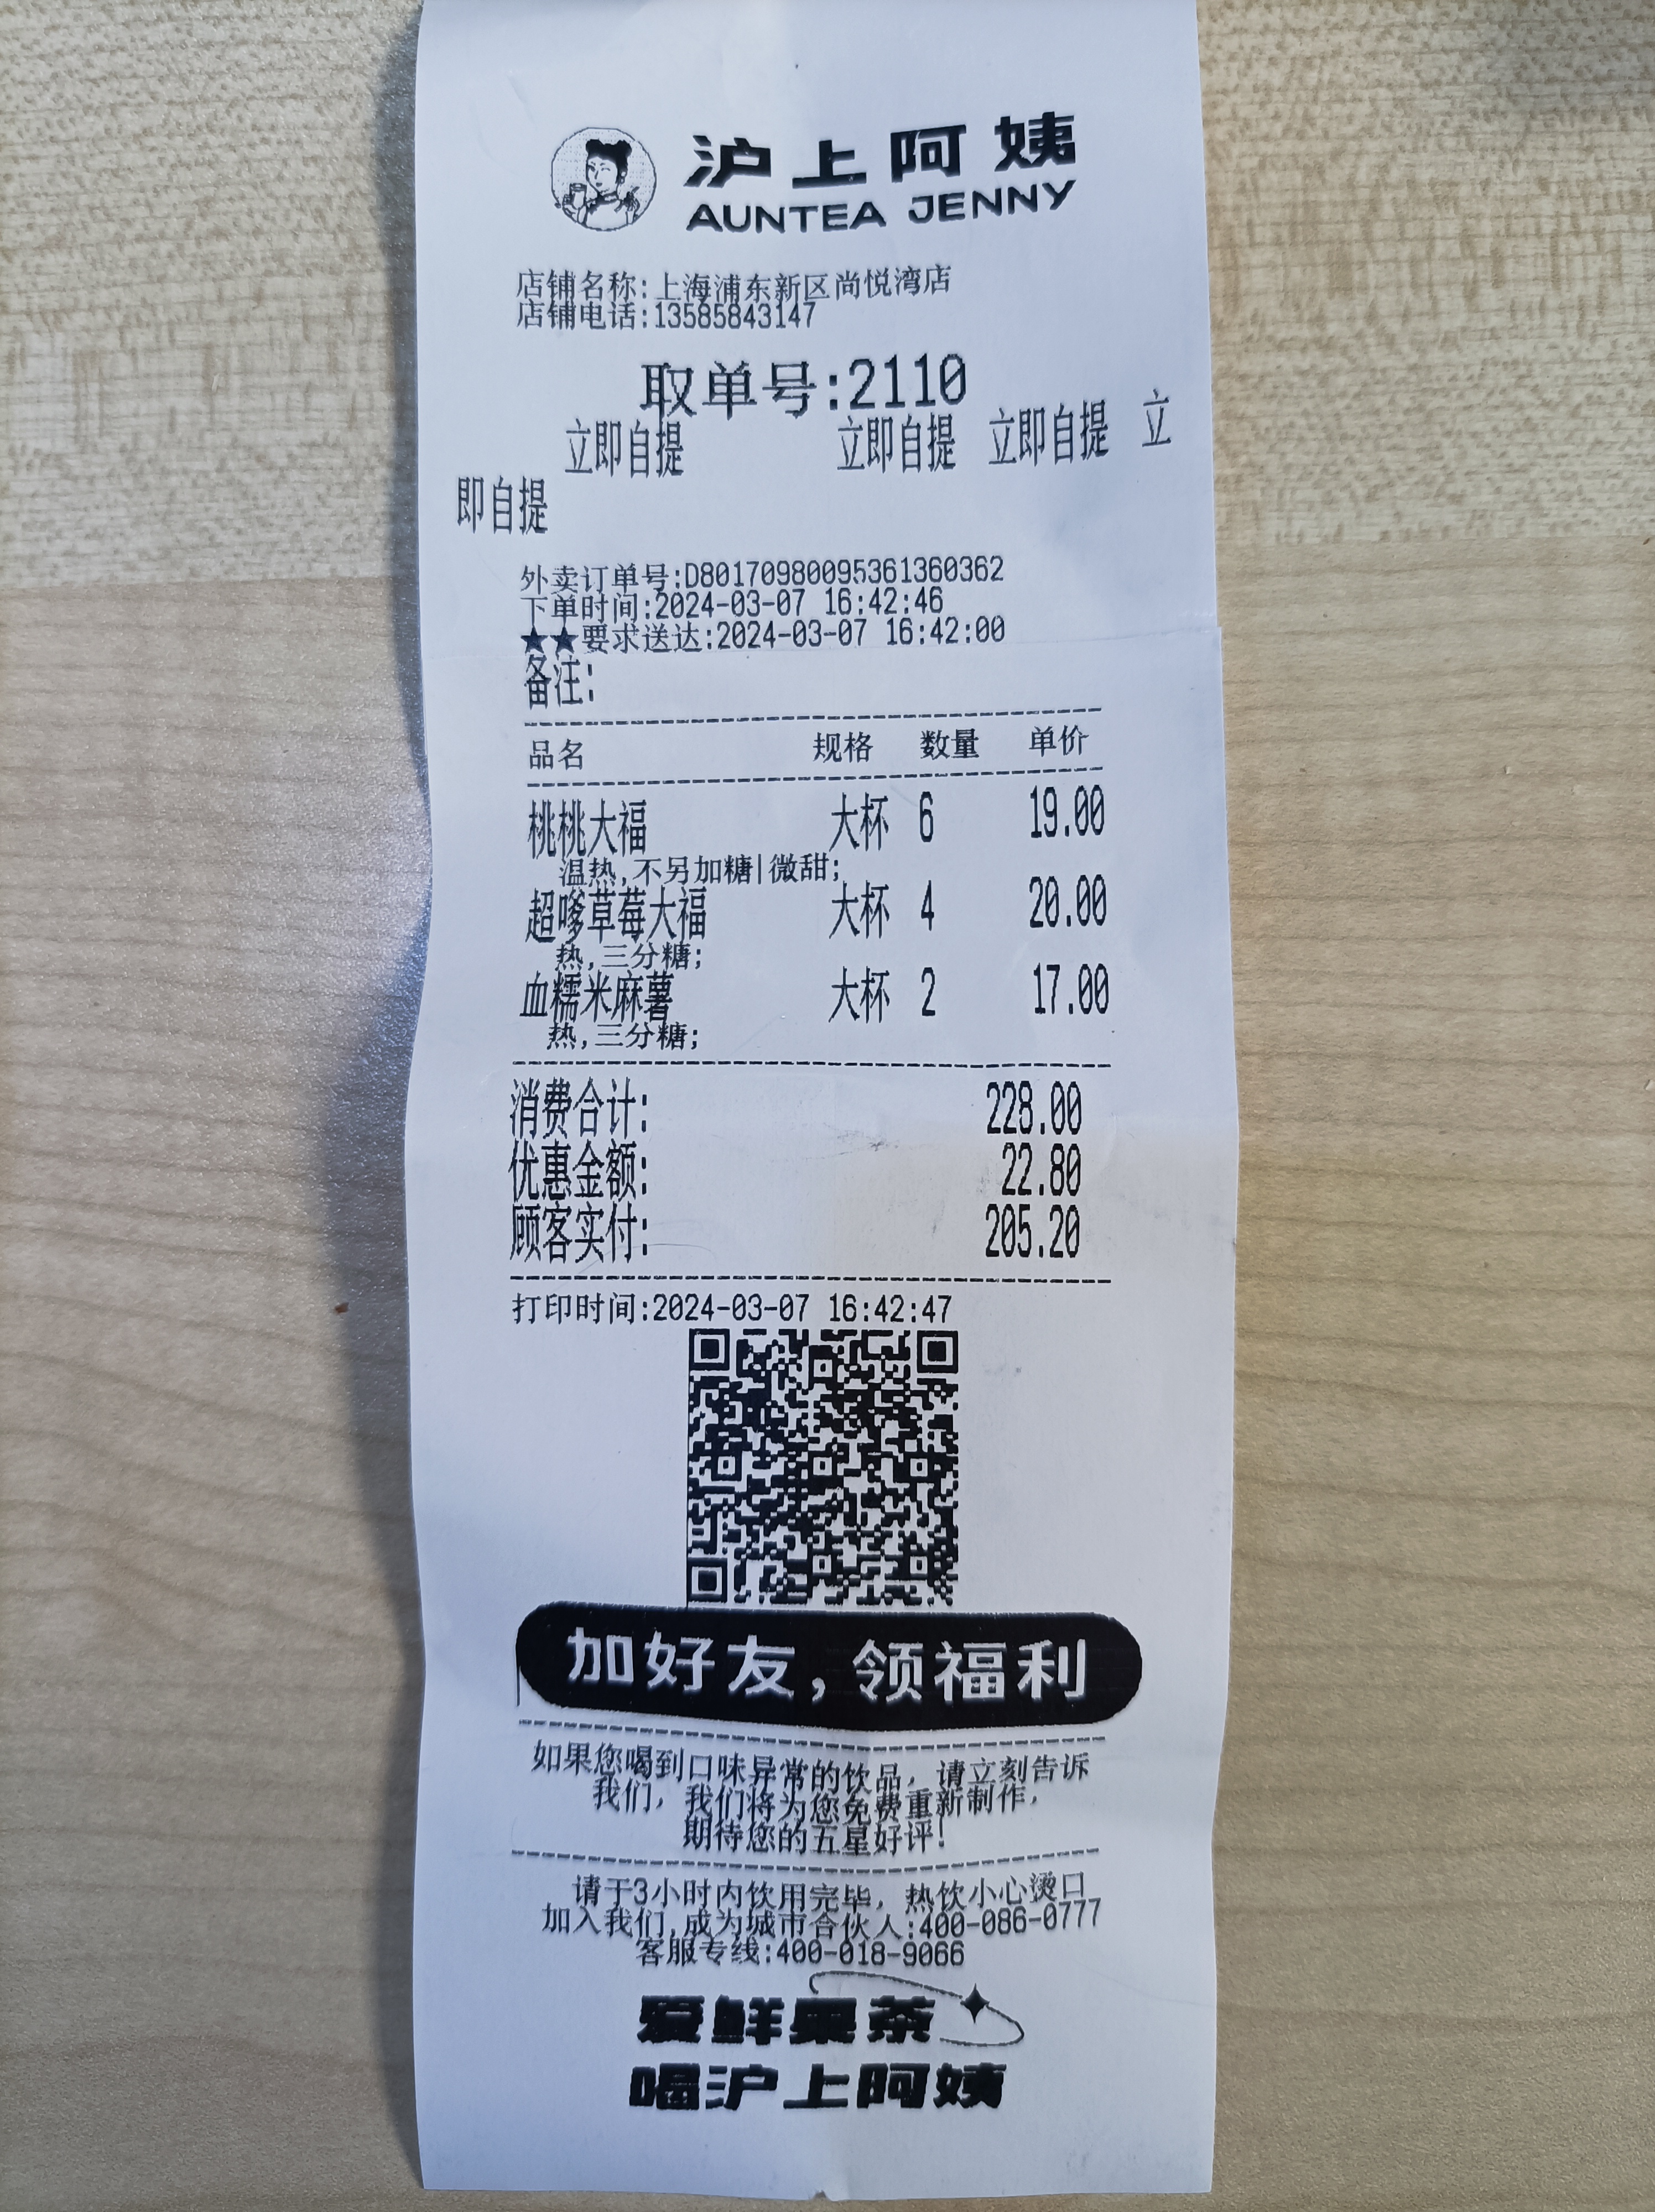 沪上阿姨
AUNTEA JENNY
店铺名称:上海浦东新区尚悦湾店
店铺电话:13585843147
取单号:2110
立即自提 立即自提 立即自提 立
即自提
外卖订单号:D801709800095361360362
下单时间:2024-03-07 16:42:46
★★要求送达:2024-03-07 16:42:00
备注:
品名 规格 数量 单价
桃桃大福 大杯 6 19.00
温热,不另加糖|微甜;
超嗲草莓大福 大杯 4 20.00
热,三分糖;
血糯米麻薯 大杯 2 17.00
热,三分糖;
消费合计: 228.00
优惠金额: 22.80
顾客实付: 205.20
打印时间:2024-03-07 16:42:47
加好友,领福利
如果您喝到口味异常的饮品，请立刻告诉
我们，我们将为您免费重新制作，
期待您的五星好评!
请于3小时内饮用完毕，热饮小心烫口
加入我们,成为城市合伙人:400-086-0777
客服专线:400-018-9066
爱鲜果茶
喝沪上阿姨